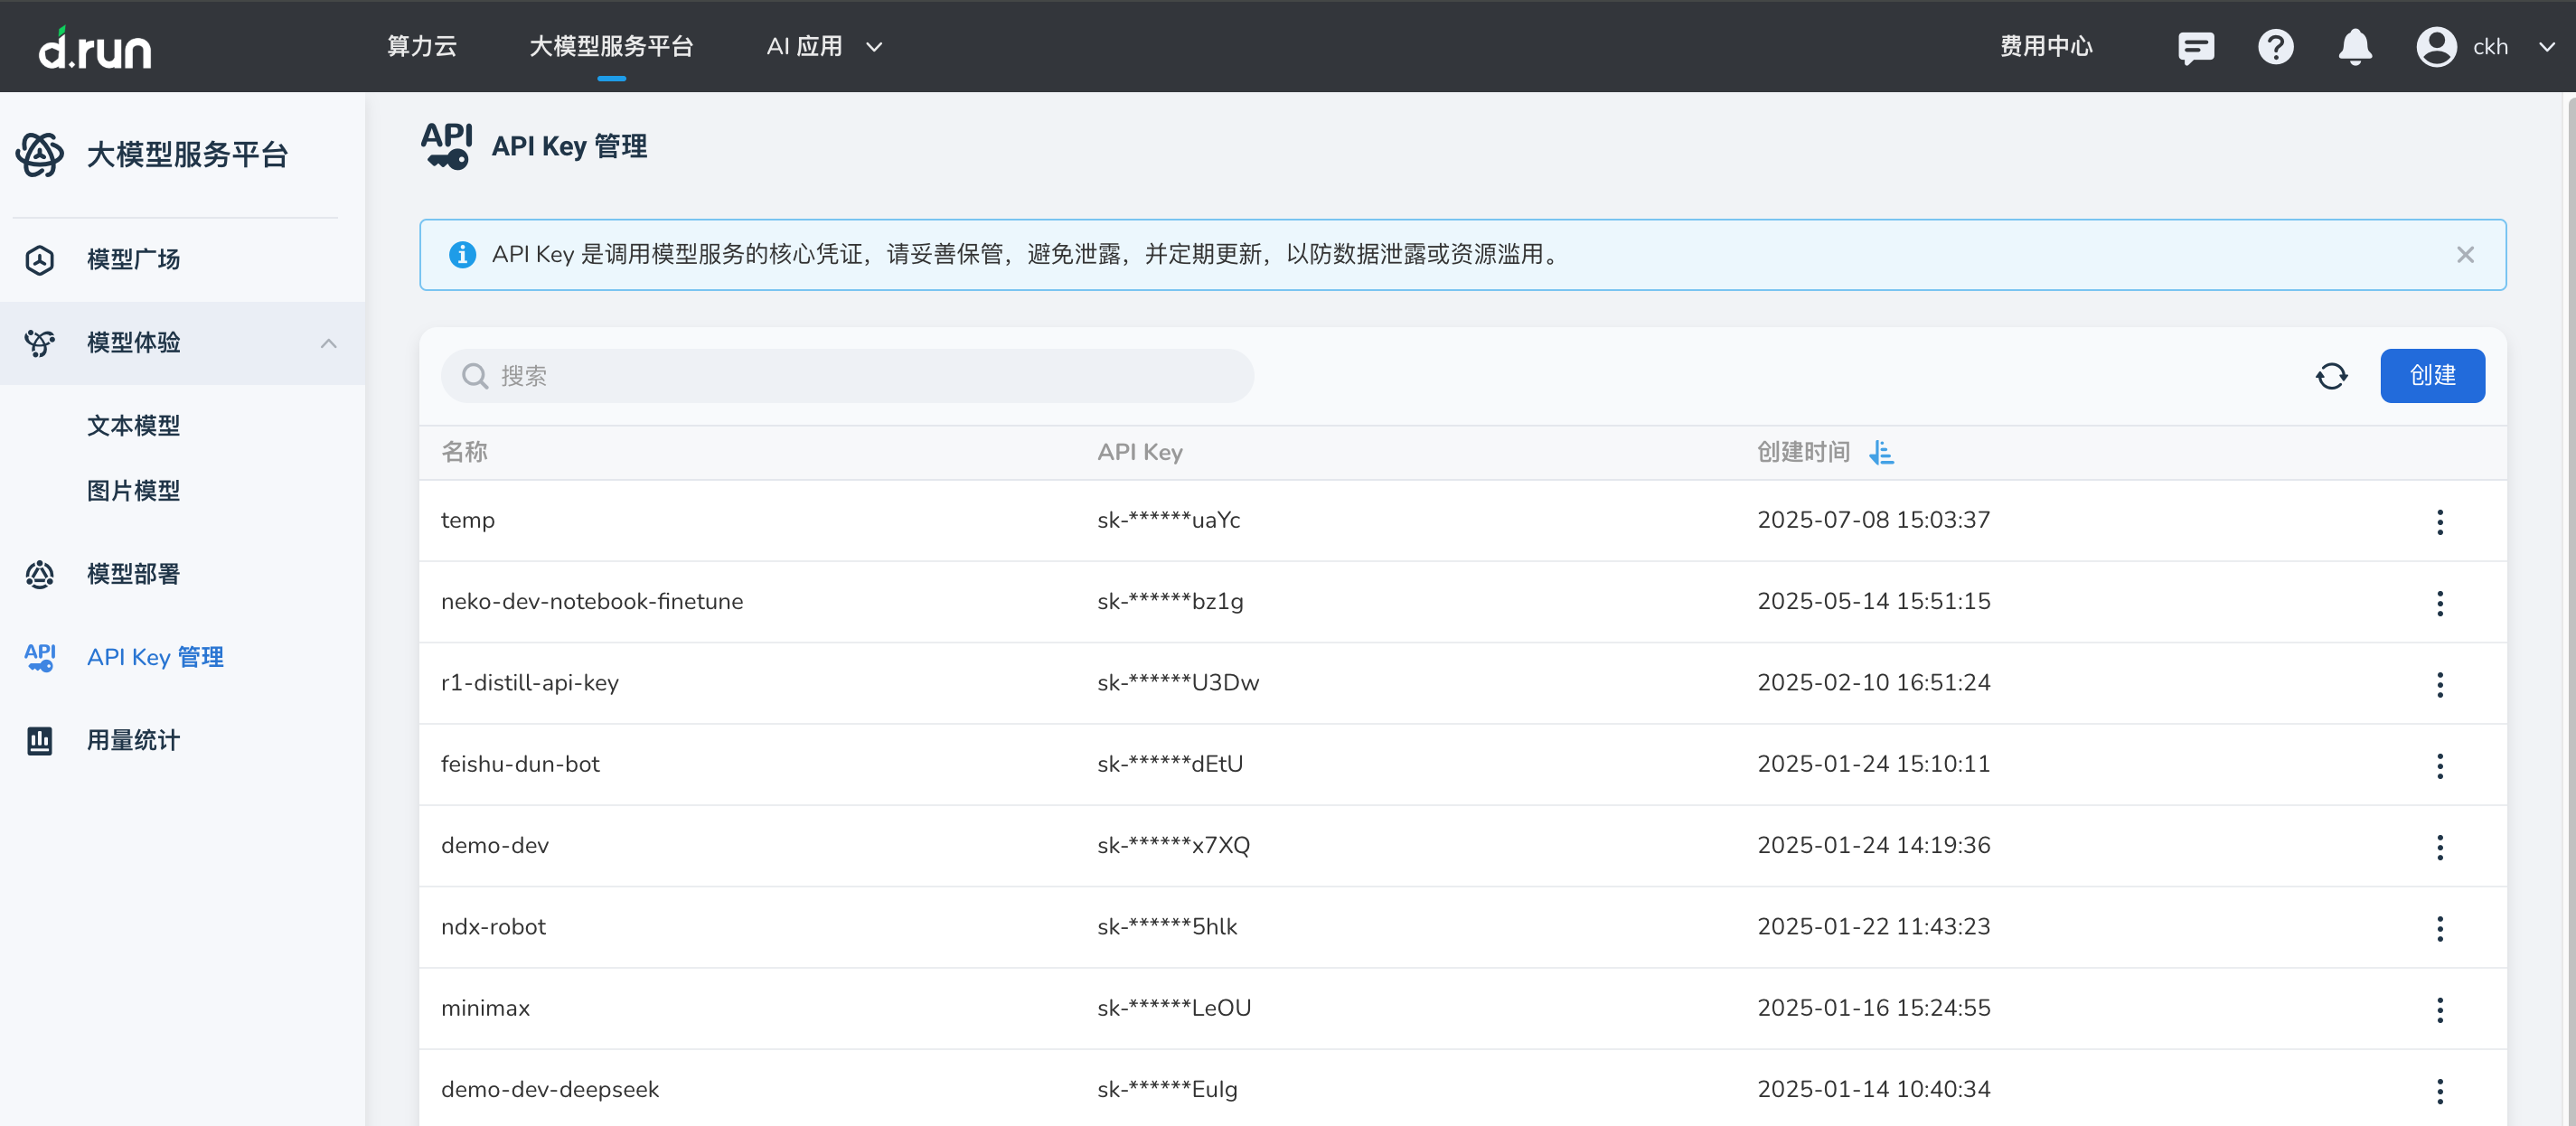 d.run
算力云
大模型服务平台
AI 应用
费用中心
ckh
大模型服务平台
模型广场
模型体验
文本模型
图片模型
模型部署
API Key 管理
用量统计
API Key 管理
API Key 是调用模型服务的核心凭证，请妥善保管，避免泄露，并定期更新，以防数据泄露或资源滥用。
搜索
创建
名称 API Key 创建时间
temp sk-******uaYc 2025-07-08 15:03:37
neko-dev-notebook-finetune sk-******bz1g 2025-05-14 15:51:15
r1-distill-api-key sk-******U3Dw 2025-02-10 16:51:24
feishu-dun-bot sk-******dEtU 2025-01-24 15:10:11
demo-dev sk-******x7XQ 2025-01-24 14:19:36
ndx-robot sk-******5hlk 2025-01-22 11:43:23
minimax sk-******LeOU 2025-01-16 15:24:55
demo-dev-deepseek sk-******EuIg 2025-01-14 10:40:34